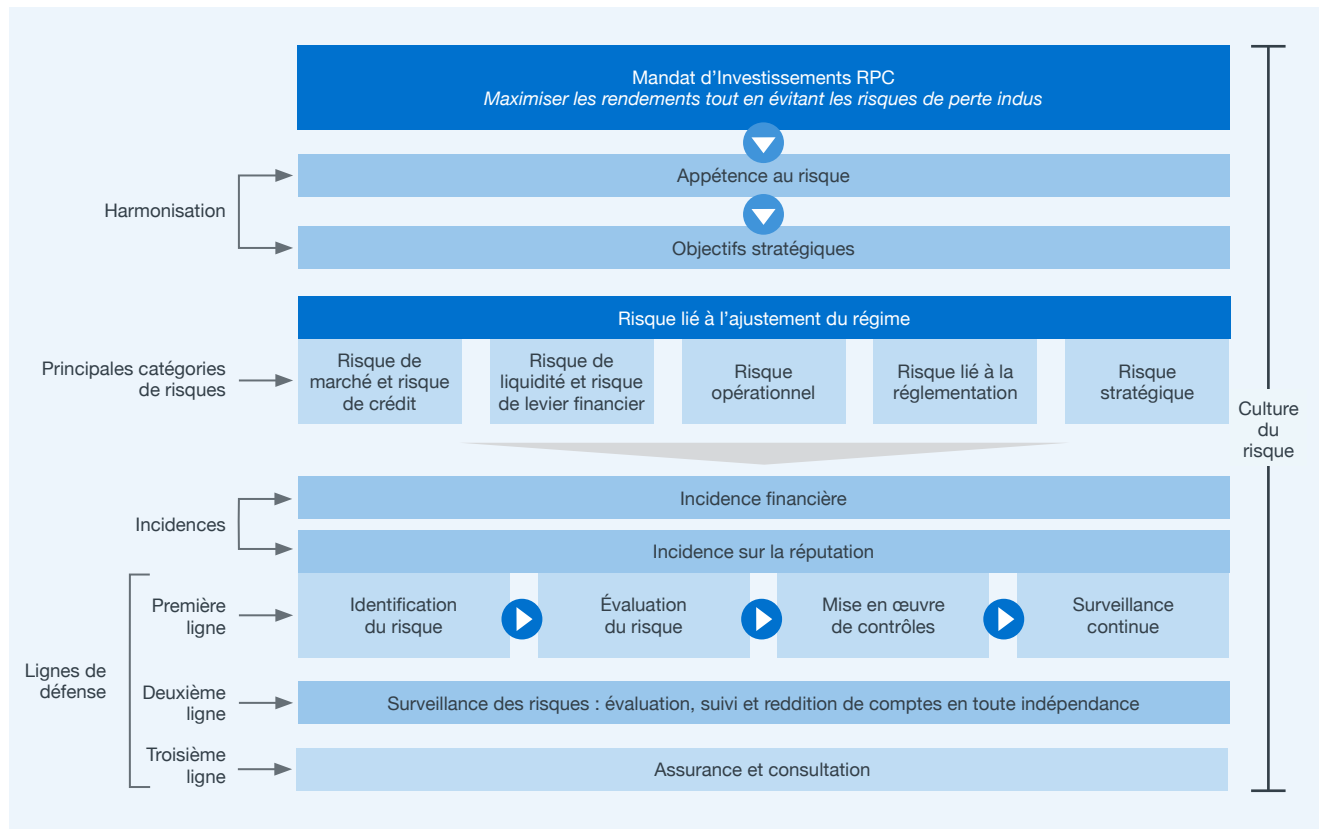 Mandat d'Investissements RPC
Maximiser les rendements tout en évitant les risques de perte indus
Harmonisation
Appétence au risque
Objectifs stratégiques
Principales catégories
de risques
Risque lié à l'ajustement du régime
Risque de
marché et risque
de crédit
Risque de
liquidité et risque
de levier financier
Risque
opérationnel
Risque lié à la
réglementation
Risque
stratégique
Culture
du
risque
Incidences
Incidence financière
Incidence sur la réputation
Lignes de
défense
Première
ligne
Identification
du risque
Évaluation
du risque
Mise en œuvre
de contrôles
Surveillance
continue
Deuxième
ligne
Surveillance des risques : évaluation, suivi et reddition de comptes en toute indépendance
Troisième
ligne
Assurance et consultation